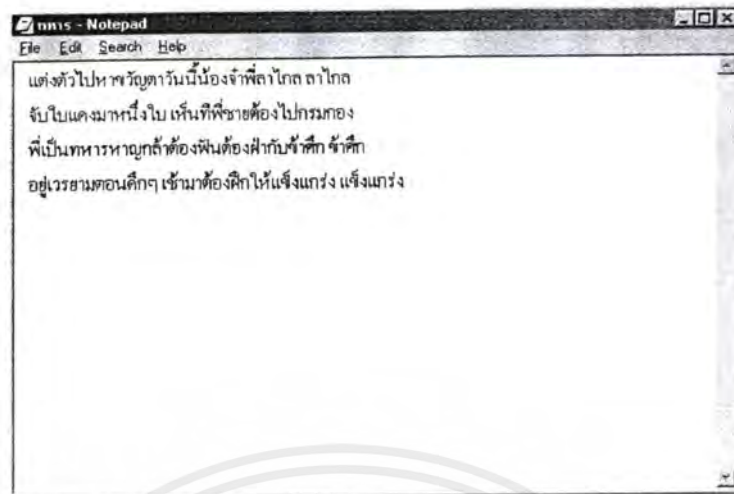 ทหาร - Notepad
File Edit Search Help
แต่งตัวไปหาขวัญตาวันนี้น้องจ๋าพี่ลาไกล ลาไกล
จับใบแดงมาหนึ่งใบ เห็นทีพี่ชายต้องไปกรมกอง
พี่เป็นทหารหาญกล้าต้องฟันต้องฝ่ากับข้าศึก ข้าศึก
อยู่เวรยามตอนดึกๆ เช้ามาต้องฝึกให้แข็งแกร่ง แข็งแกร่ง